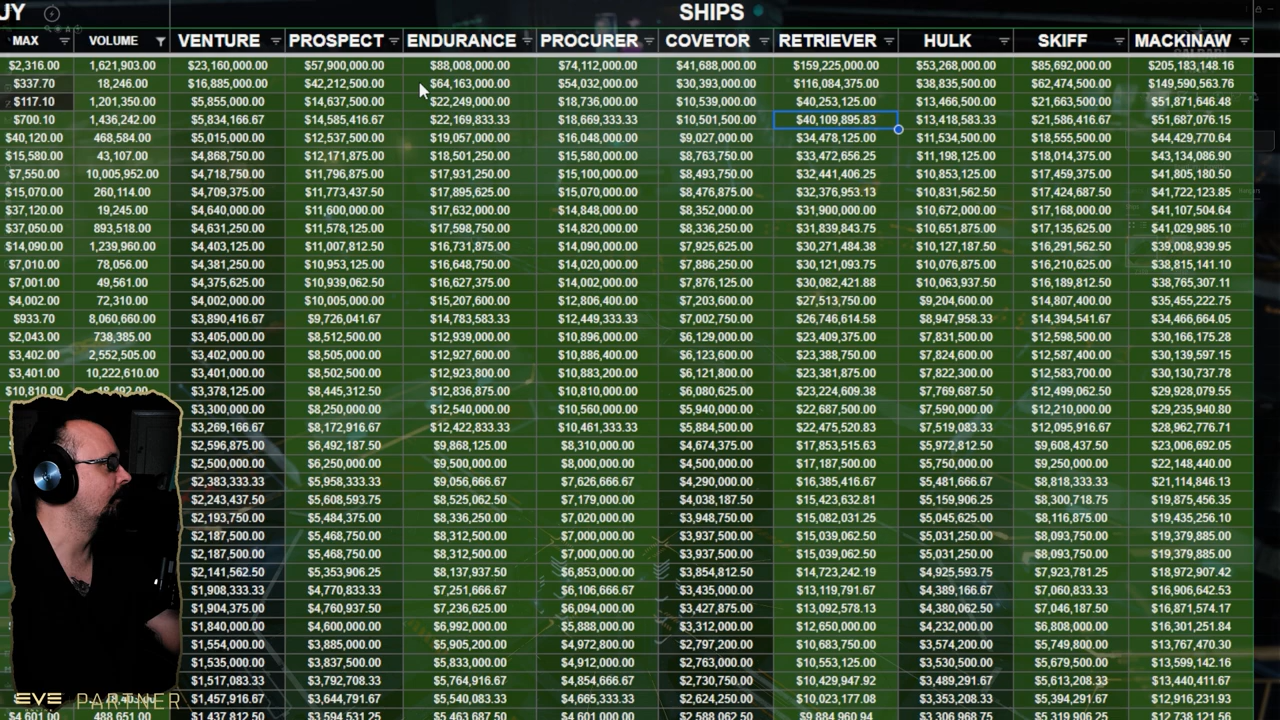 UY SHIPS
MAX VOLUME VENTURE PROSPECT ENDURANCE PROCURER COVETOR RETRIEVER HULK SKIFF MACKINAW
$2,316.00 1,621,903.00 $23,160,000.00 $57,900,000.00 $88,008,000.00 $74,112,000.00 $41,688,000.00 $159,225,000.00 $53,268,000.00 $85,692,000.00 $205,183,148.16
$337.70 18,246.00 $16,885,000.00 $42,212,500.00 $64,163,000.00 $54,032,000.00 $30,393,000.00 $116,084,375.00 $38,835,500.00 $62,474,500.00 $149,590,563.76
$117.10 1,201,350.00 $5,855,000.00 $14,637,500.00 $22,249,000.00 $18,736,000.00 $10,539,000.00 $40,253,125.00 $13,466,500.00 $21,663,500.00 $51,871,646.48
$700.10 1,436,242.00 $5,834,166.67 $14,585,416.67 $22,169,833.33 $18,669,333.33 $10,501,500.00 $40,109,895.83 $13,418,583.33 $21,586,416.67 $51,687,076.15
$40,120.00 468,584.00 $5,015,000.00 $12,537,500.00 $19,057,000.00 $16,048,000.00 $9,027,000.00 $34,478,125.00 $11,534,500.00 $18,555,500.00 $44,429,770.64
$15,580.00 43,107.00 $4,868,750.00 $12,171,875.00 $18,501,250.00 $15,580,000.00 $8,763,750.00 $33,472,656.25 $11,198,125.00 $18,014,375.00 $43,134,086.90
$7,550.00 10,005,952.00 $4,718,750.00 $11,796,875.00 $17,931,250.00 $15,100,000.00 $8,493,750.00 $32,441,406.25 $10,853,125.00 $17,459,375.00 $41,805,180.50
$15,070.00 260,114.00 $4,709,375.00 $11,773,437.50 $17,895,625.00 $15,070,000.00 $8,476,875.00 $32,376,953.13 $10,831,562.50 $17,424,687.50 $41,722,123.85
$37,120.00 19,245.00 $4,640,000.00 $11,600,000.00 $17,632,000.00 $14,848,000.00 $8,352,000.00 $31,900,000.00 $10,672,000.00 $17,168,000.00 $41,107,504.64
$37,050.00 893,518.00 $4,631,250.00 $11,578,125.00 $17,598,750.00 $14,820,000.00 $8,336,250.00 $31,839,843.75 $10,651,875.00 $17,135,625.00 $41,029,985.10
$14,090.00 1,239,960.00 $4,403,125.00 $11,007,812.50 $16,731,875.00 $14,090,000.00 $7,925,625.00 $30,271,484.38 $10,127,187.50 $16,291,562.50 $39,008,939.95
$7,010.00 78,056.00 $4,381,250.00 $10,953,125.00 $16,648,750.00 $14,020,000.00 $7,886,250.00 $30,121,093.75 $10,076,875.00 $16,210,625.00 $38,815,141.10
$7,001.00 49,561.00 $4,375,625.00 $10,939,062.50 $16,627,375.00 $14,002,000.00 $7,876,125.00 $30,082,421.88 $10,063,937.50 $16,189,812.50 $38,765,307.11
$4,002.00 72,310.00 $4,002,000.00 $10,005,000.00 $15,207,600.00 $12,806,400.00 $7,203,600.00 $27,513,750.00 $9,204,600.00 $14,807,400.00 $35,455,222.75
$933.70 8,060,660.00 $3,890,416.67 $9,726,041.67 $14,783,583.33 $12,449,333.33 $7,002,750.00 $26,746,614.58 $8,947,958.33 $14,394,541.67 $34,466,664.05
$2,043.00 738,385.00 $3,405,000.00 $8,512,500.00 $12,939,000.00 $10,896,000.00 $6,129,000.00 $23,409,375.00 $7,831,500.00 $12,598,500.00 $30,166,175.28
$3,402.00 2,552,505.00 $3,402,000.00 $8,505,000.00 $12,927,600.00 $10,886,400.00 $6,123,600.00 $23,388,750.00 $7,824,600.00 $12,587,400.00 $30,139,597.15
$3,401.00 10,222,610.00 $3,401,000.00 $8,502,500.00 $12,923,800.00 $10,883,200.00 $6,121,800.00 $23,381,875.00 $7,822,300.00 $12,583,700.00 $30,130,737.78
$10,810.00 18,492.00 $3,378,125.00 $8,445,312.50 $12,836,875.00 $10,810,000.00 $6,080,625.00 $23,224,609.38 $7,769,687.50 $12,499,062.50 $29,928,079.55
$3,300,000.00 $8,250,000.00 $12,540,000.00 $10,560,000.00 $5,940,000.00 $22,687,500.00 $7,590,000.00 $12,210,000.00 $29,235,940.80
$3,269,166.67 $8,172,916.67 $12,422,833.33 $10,461,333.33 $5,884,500.00 $22,475,520.83 $7,519,083.33 $12,095,916.67 $28,962,776.71
$2,596,875.00 $6,492,187.50 $9,868,125.00 $8,310,000.00 $4,674,375.00 $17,853,515.63 $5,972,812.50 $9,608,437.50 $23,006,692.05
$2,500,000.00 $6,250,000.00 $9,500,000.00 $8,000,000.00 $4,500,000.00 $17,187,500.00 $5,750,000.00 $9,250,000.00 $22,148,440.00
$2,383,333.33 $5,958,333.33 $9,056,666.67 $7,626,666.67 $4,290,000.00 $16,385,416.67 $5,481,666.67 $8,818,333.33 $21,114,846.13
$2,243,437.50 $5,608,593.75 $8,525,062.50 $7,179,000.00 $4,038,187.50 $15,423,632.81 $5,159,906.25 $8,300,718.75 $19,875,456.35
$2,193,750.00 $5,484,375.00 $8,336,250.00 $7,020,000.00 $3,948,750.00 $15,082,031.25 $5,045,625.00 $8,116,875.00 $19,435,256.10
$2,187,500.00 $5,468,750.00 $8,312,500.00 $7,000,000.00 $3,937,500.00 $15,039,062.50 $5,031,250.00 $8,093,750.00 $19,379,885.00
$2,187,500.00 $5,468,750.00 $8,312,500.00 $7,000,000.00 $3,937,500.00 $15,039,062.50 $5,031,250.00 $8,093,750.00 $19,379,885.00
$2,141,562.50 $5,353,906.25 $8,137,937.50 $6,853,000.00 $3,854,812.50 $14,723,242.19 $4,925,593.75 $7,923,781.25 $18,972,907.42
$1,908,333.33 $4,770,833.33 $7,251,666.67 $6,106,666.67 $3,435,000.00 $13,119,791.67 $4,389,166.67 $7,060,833.33 $16,906,642.53
$1,904,375.00 $4,760,937.50 $7,236,625.00 $6,094,000.00 $3,427,875.00 $13,092,578.13 $4,380,062.50 $7,046,187.50 $16,871,574.17
$1,840,000.00 $4,600,000.00 $6,992,000.00 $5,888,000.00 $3,312,000.00 $12,650,000.00 $4,232,000.00 $6,808,000.00 $16,301,251.84
$1,554,000.00 $3,885,000.00 $5,905,200.00 $4,972,800.00 $2,797,200.00 $10,683,750.00 $3,574,200.00 $5,749,800.00 $13,767,470.30
$1,535,000.00 $3,837,500.00 $5,833,000.00 $4,912,000.00 $2,763,000.00 $10,553,125.00 $3,530,500.00 $5,679,500.00 $13,599,142.16
$1,517,083.33 $3,792,708.33 $5,764,916.67 $4,854,666.67 $2,730,750.00 $10,429,947.92 $3,489,291.67 $5,613,208.33 $13,440,411.67
EVE PARTNER $1,457,916.67 $3,644,791.67 $5,540,083.33 $4,665,333.33 $2,624,250.00 $10,023,177.08 $3,353,208.33 $5,394,291.67 $12,916,231.93
$4,601.00 488,651.00 $1,437,812.50 $3,594,531.25 $5,463,687.50 $4,601,000.00 $2,588,062.50 $9,884,960.94 $3,306,968.75 $5,319,906.25 $12,738,121.56